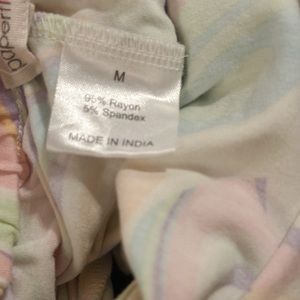 M
95% Rayon
5% Spandex
MADE IN INDIA